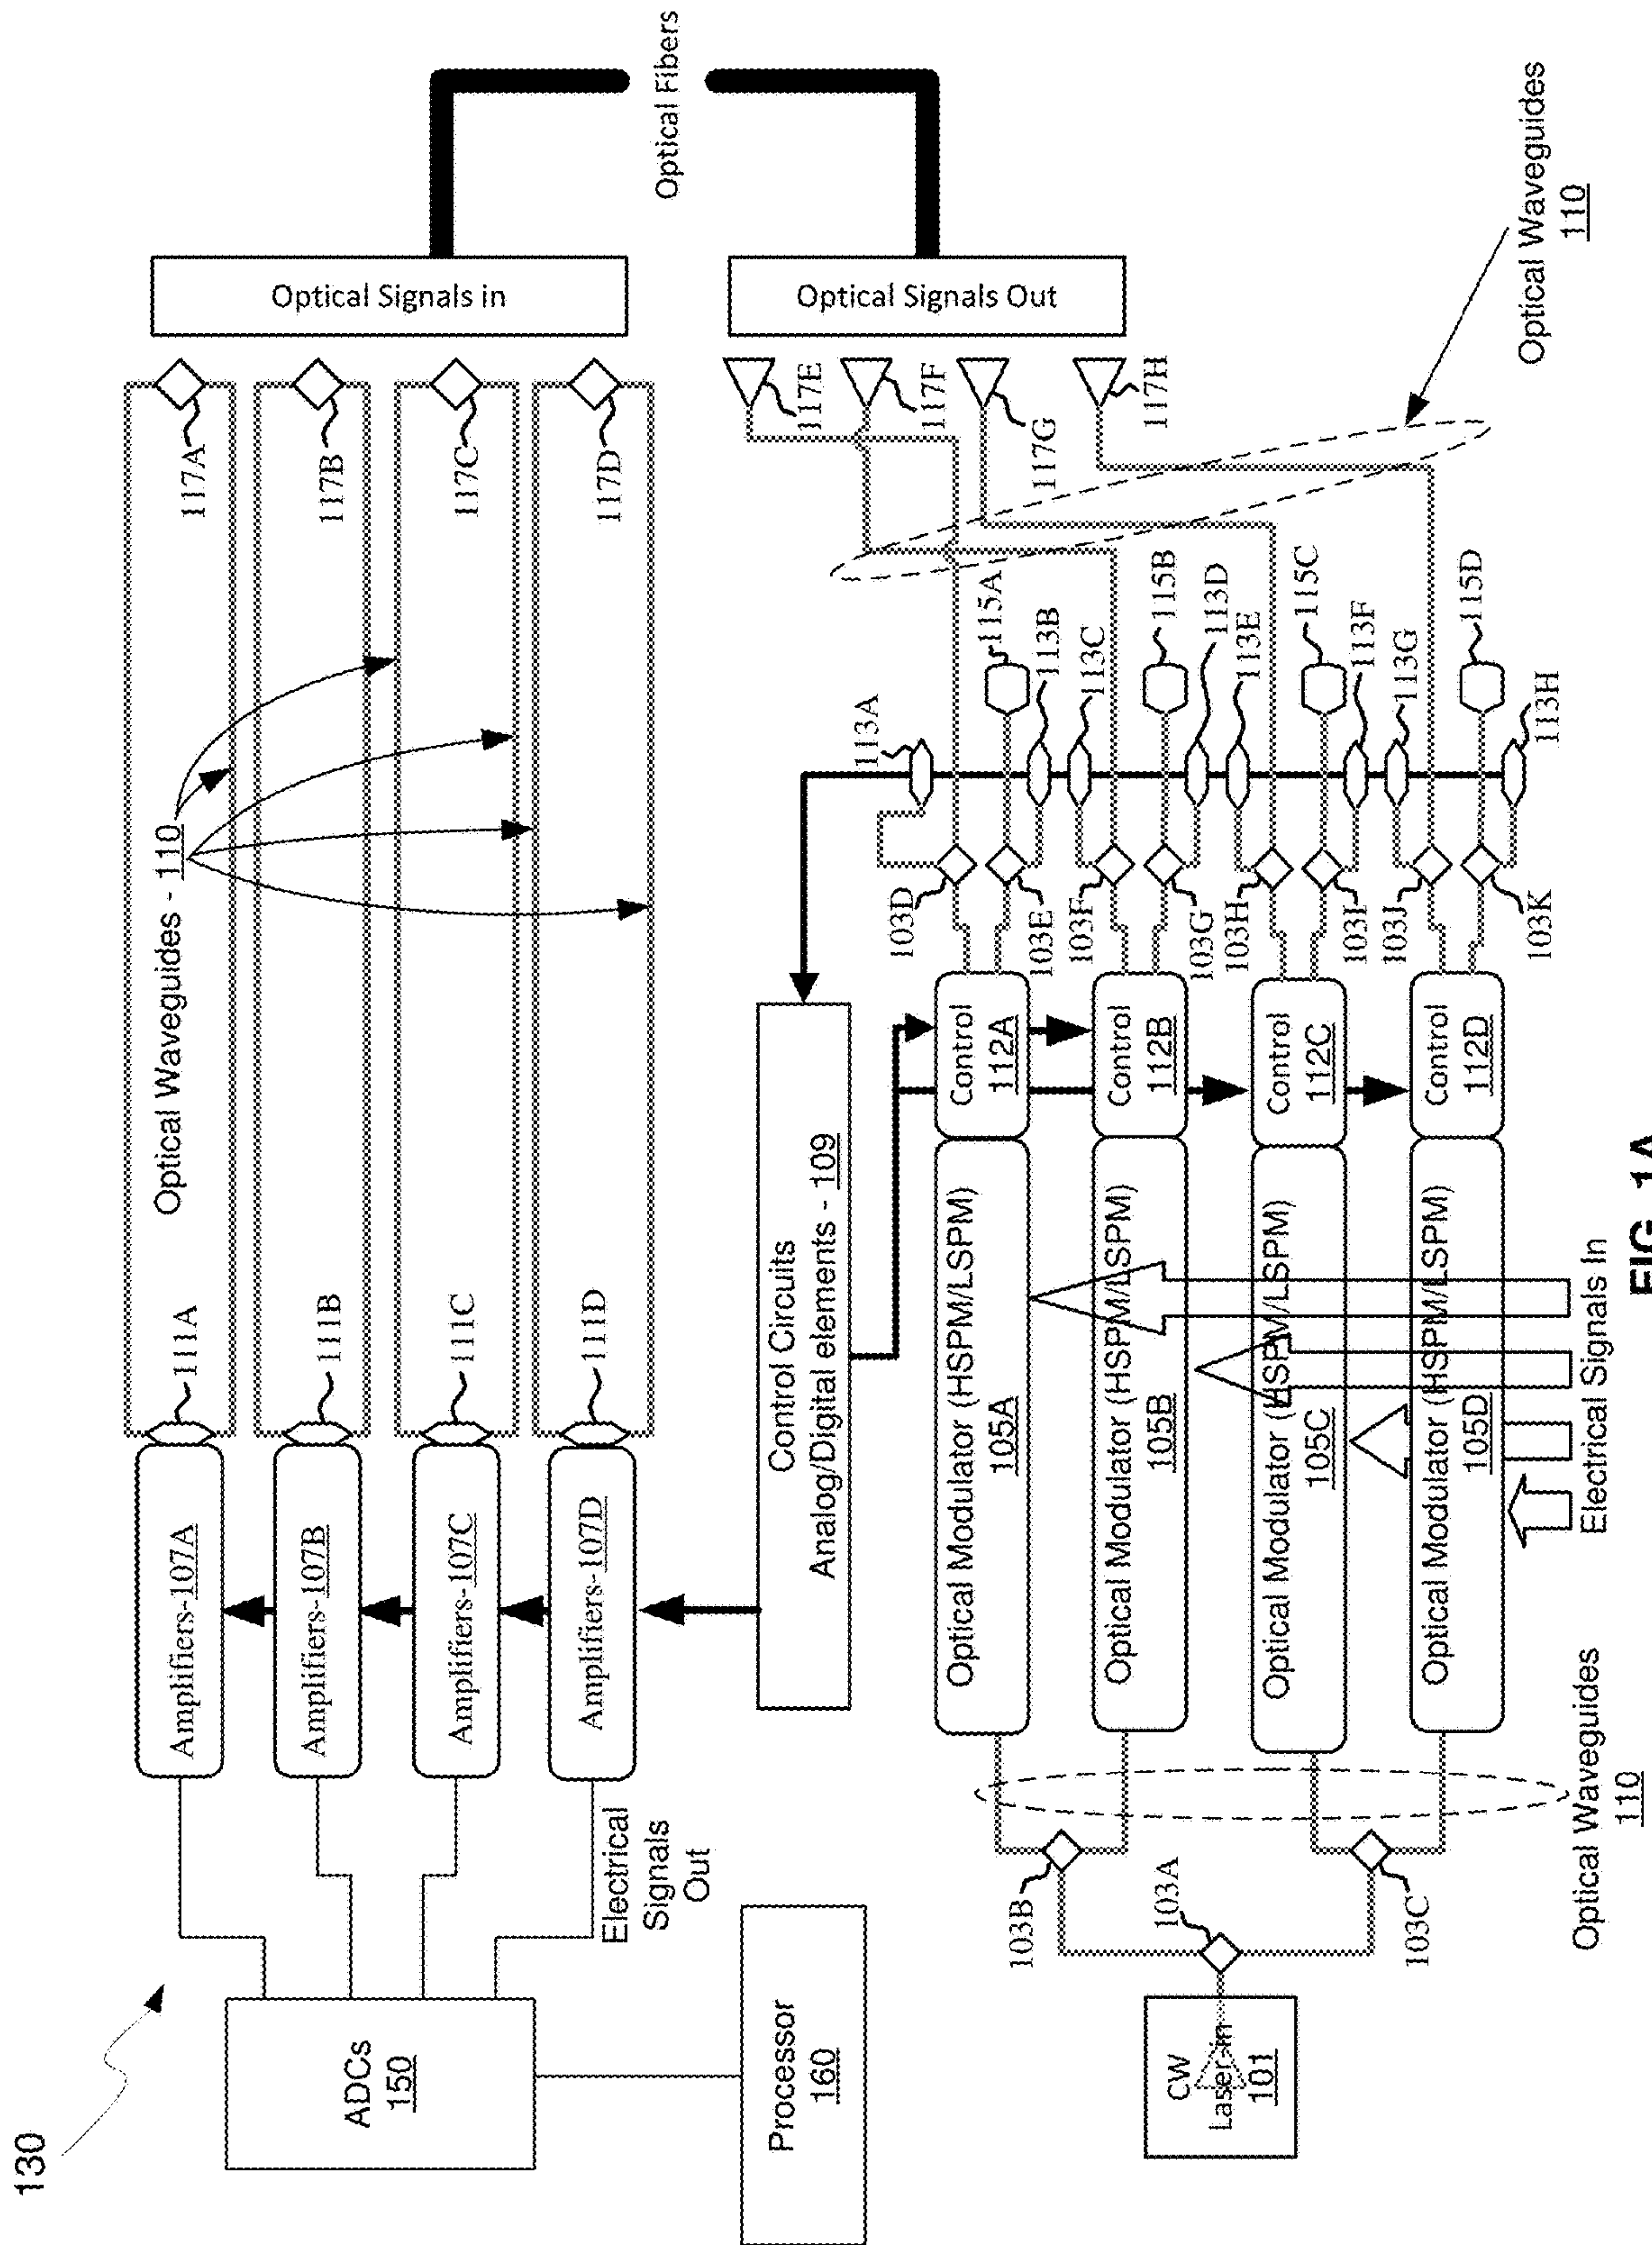 130
ADCs
150
Processor
160
Electrical
Signals
Out
Amplifiers-107A
Amplifiers-107B
Amplifiers-107C
Amplifiers-107D
111A
111B
111C
111D
Optical Waveguides - 110
117A
117B
117C
117D
Optical Signals in
Optical Fibers
Optical Signals Out
117E
117F
117G
117H
Optical Waveguides
110
Control Circuits
Analog/Digital elements - 109
CW
Laser-In
101
103A
103B
103C
Optical Waveguides
110
Optical Modulator (HSPM/LSPM)
105A
Optical Modulator (HSPM/LSPM)
105B
Optical Modulator (HSPM/LSPM)
105C
Optical Modulator (HSPM/LSPM)
105D
Electrical Signals In
Control
112A
Control
112B
Control
112C
Control
112D
103D
103E
103F
103G
103H
103I
103J
103K
113A
113B
113C
113D
113E
113F
113G
113H
115A
115B
115C
115D
FIG. 1A